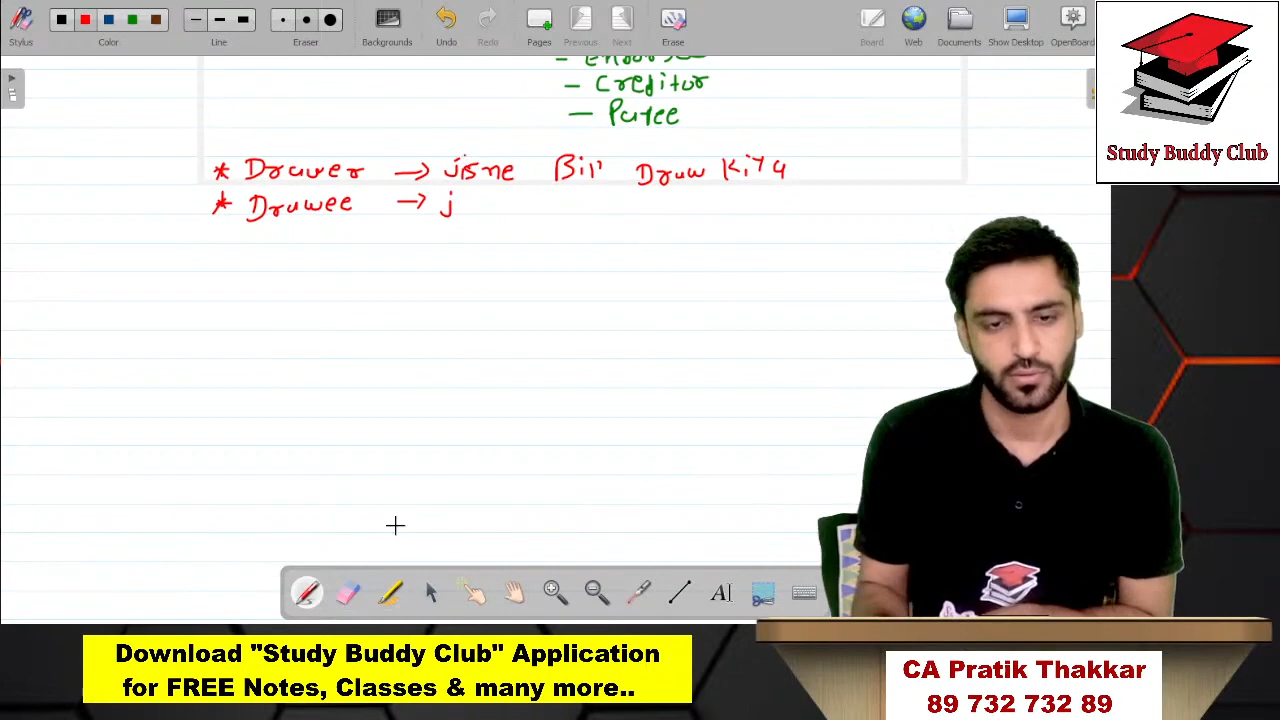 Stylus
Color
Line
Eraser
Backgrounds
Undo
Redo
Pages
Previous
Next
Erase
Board
Web
Documents
Show Desktop
OpenBoard
Study Buddy Club
- Creditor
- Payee
* Drawer → jisne Bill Draw Kiya
* Drawee → j
Download "Study Buddy Club" Application
for FREE Notes, Classes & many more..
CA Pratik Thakkar
89 732 732 89